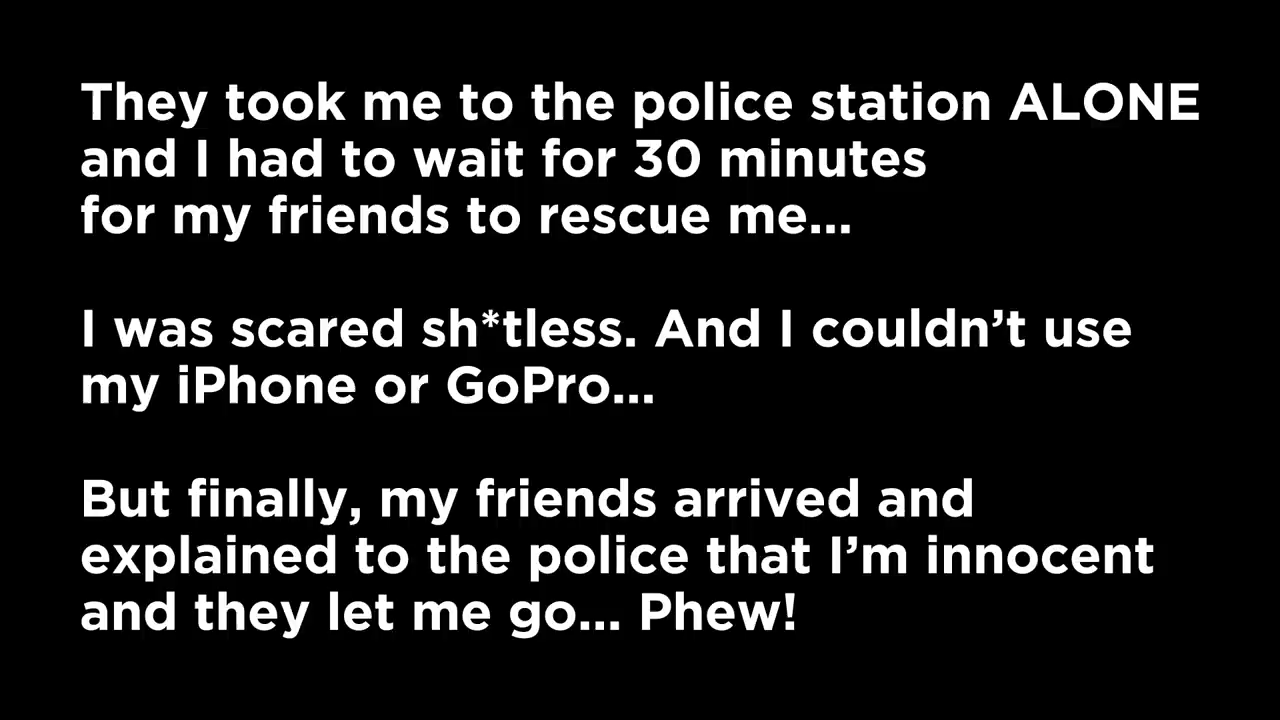 They took me to the police station ALONE
and I had to wait for 30 minutes
for my friends to rescue me...
I was scared sh*tless. And I couldn’t use
my iPhone or GoPro...
But finally, my friends arrived and
explained to the police that I’m innocent
and they let me go... Phew!